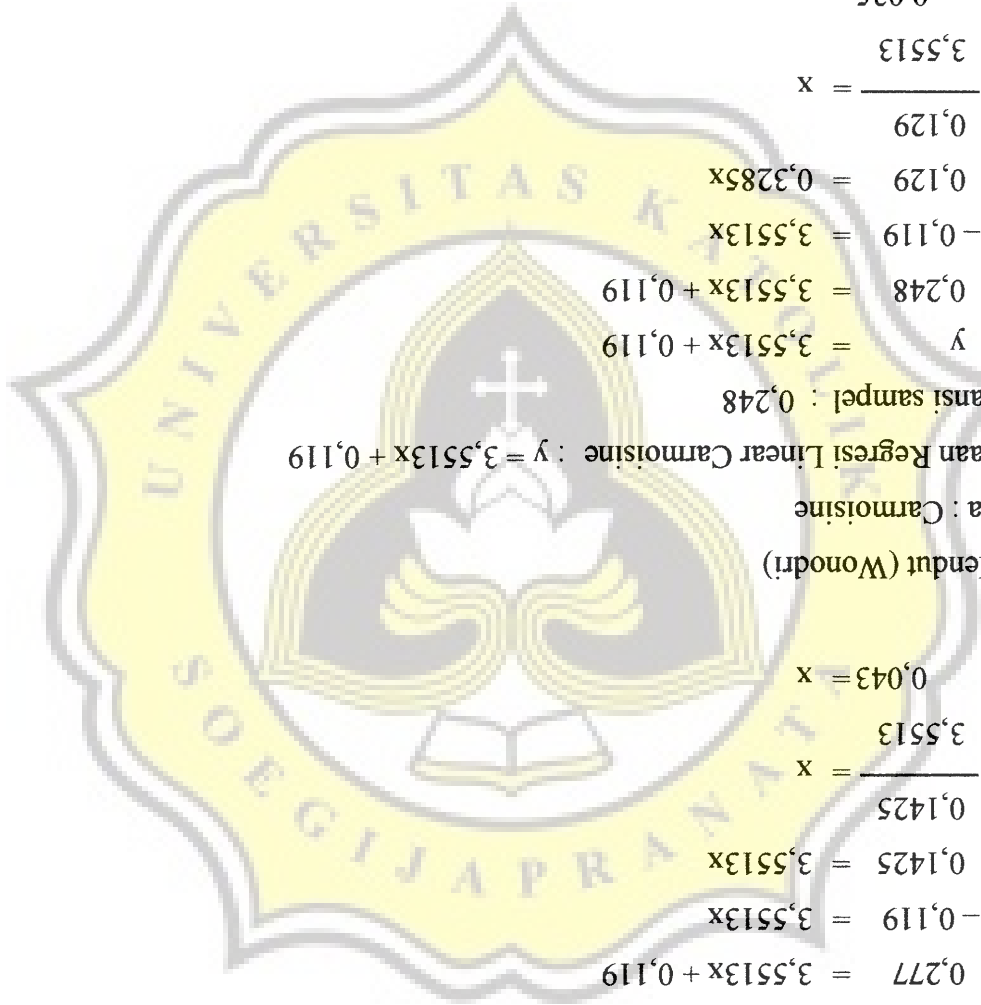 0,277 = 3,5513x + 0,119
– 0,119 = 3,5513x
0,1425 = 3,5513x
0,1425
= x
3,5513
0,043= x
endut (Wonodri)
a : Carmoisine
aan Regresi Linear Carmoisine : y = 3,5513x + 0,119
ansi sampel : 0,248
y = 3,5513x + 0,119
0,248 = 3,5513x + 0,119
– 0,119 = 3,5513x
0,129 = 0,3285x
0,129
= x
3,5513
UNIVERSITAS KATOLIK
SOEGIJAPRANATA